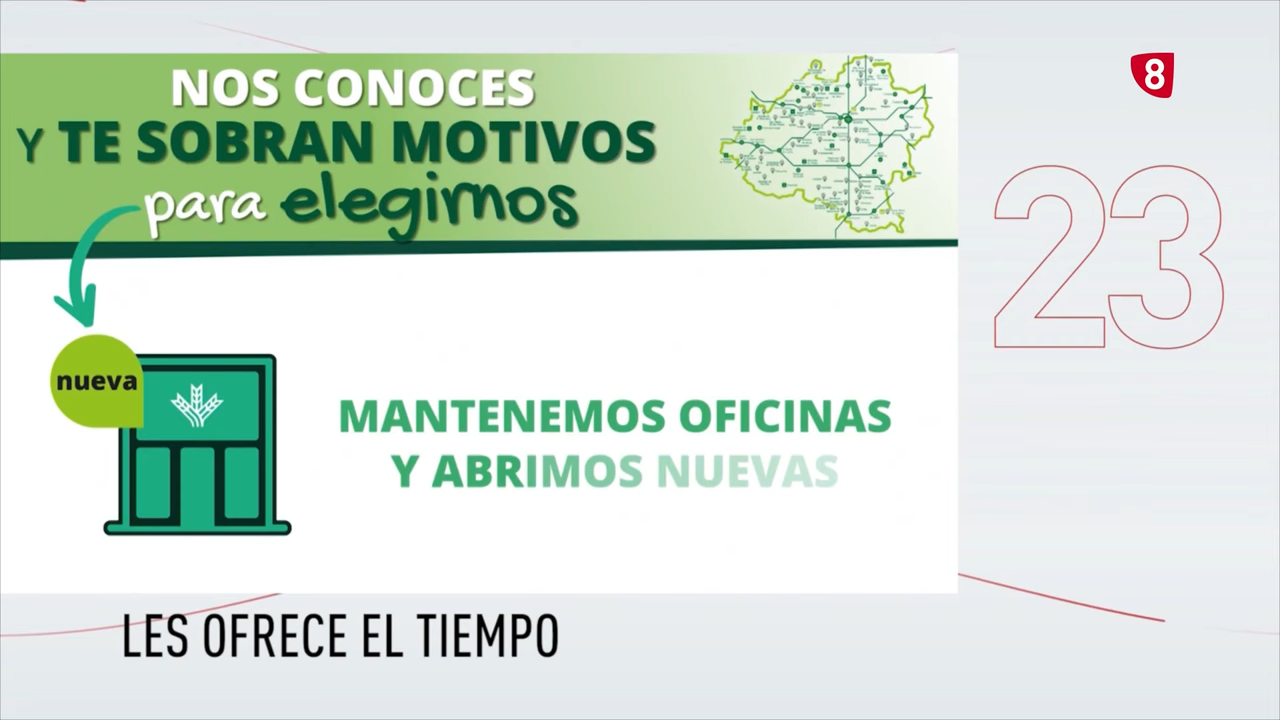 NOS CONOCES
Y TE SOBRAN MOTIVOS
para elegirnos
8
23
nueva
MANTENEMOS OFICINAS
Y ABRIMOS NUEVAS
LES OFRECE EL TIEMPO